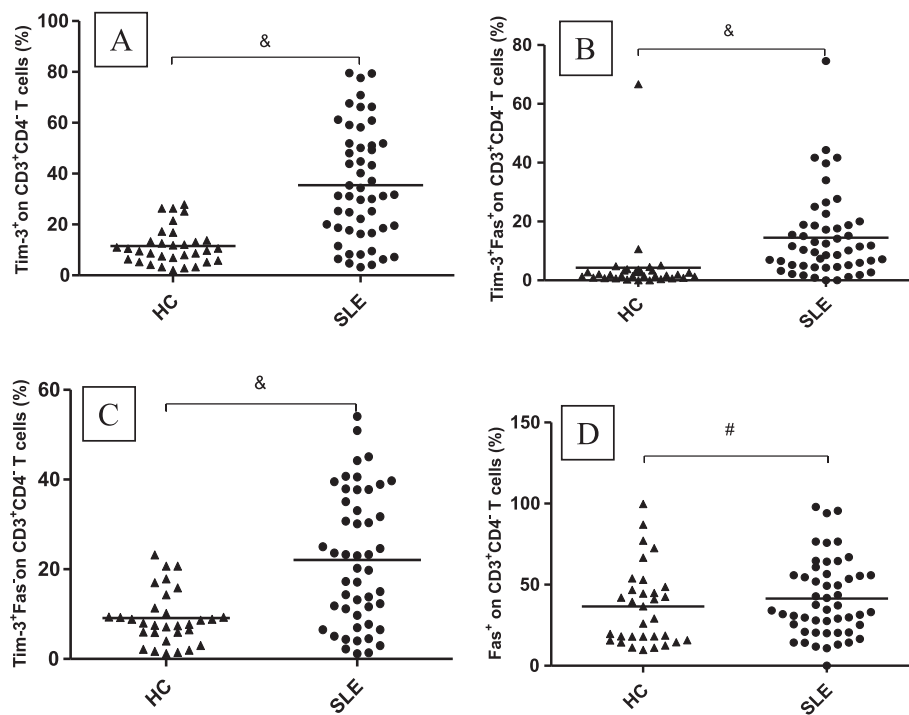 A
&
Tim-3⁺on CD3⁺CD4⁻ T cells (%)
100
80
60
40
20
0
HC
SLE
B
&
Tim-3⁺Fas⁺on CD3⁺CD4⁻ T cells (%)
80
60
40
20
0
HC
SLE
C
&
Tim-3⁺Fas⁻on CD3⁺CD4⁻ T cells (%)
60
40
20
0
HC
SLE
D
#
Fas⁺ on CD3⁺CD4⁻ T cells (%)
150
100
50
0
HC
SLE